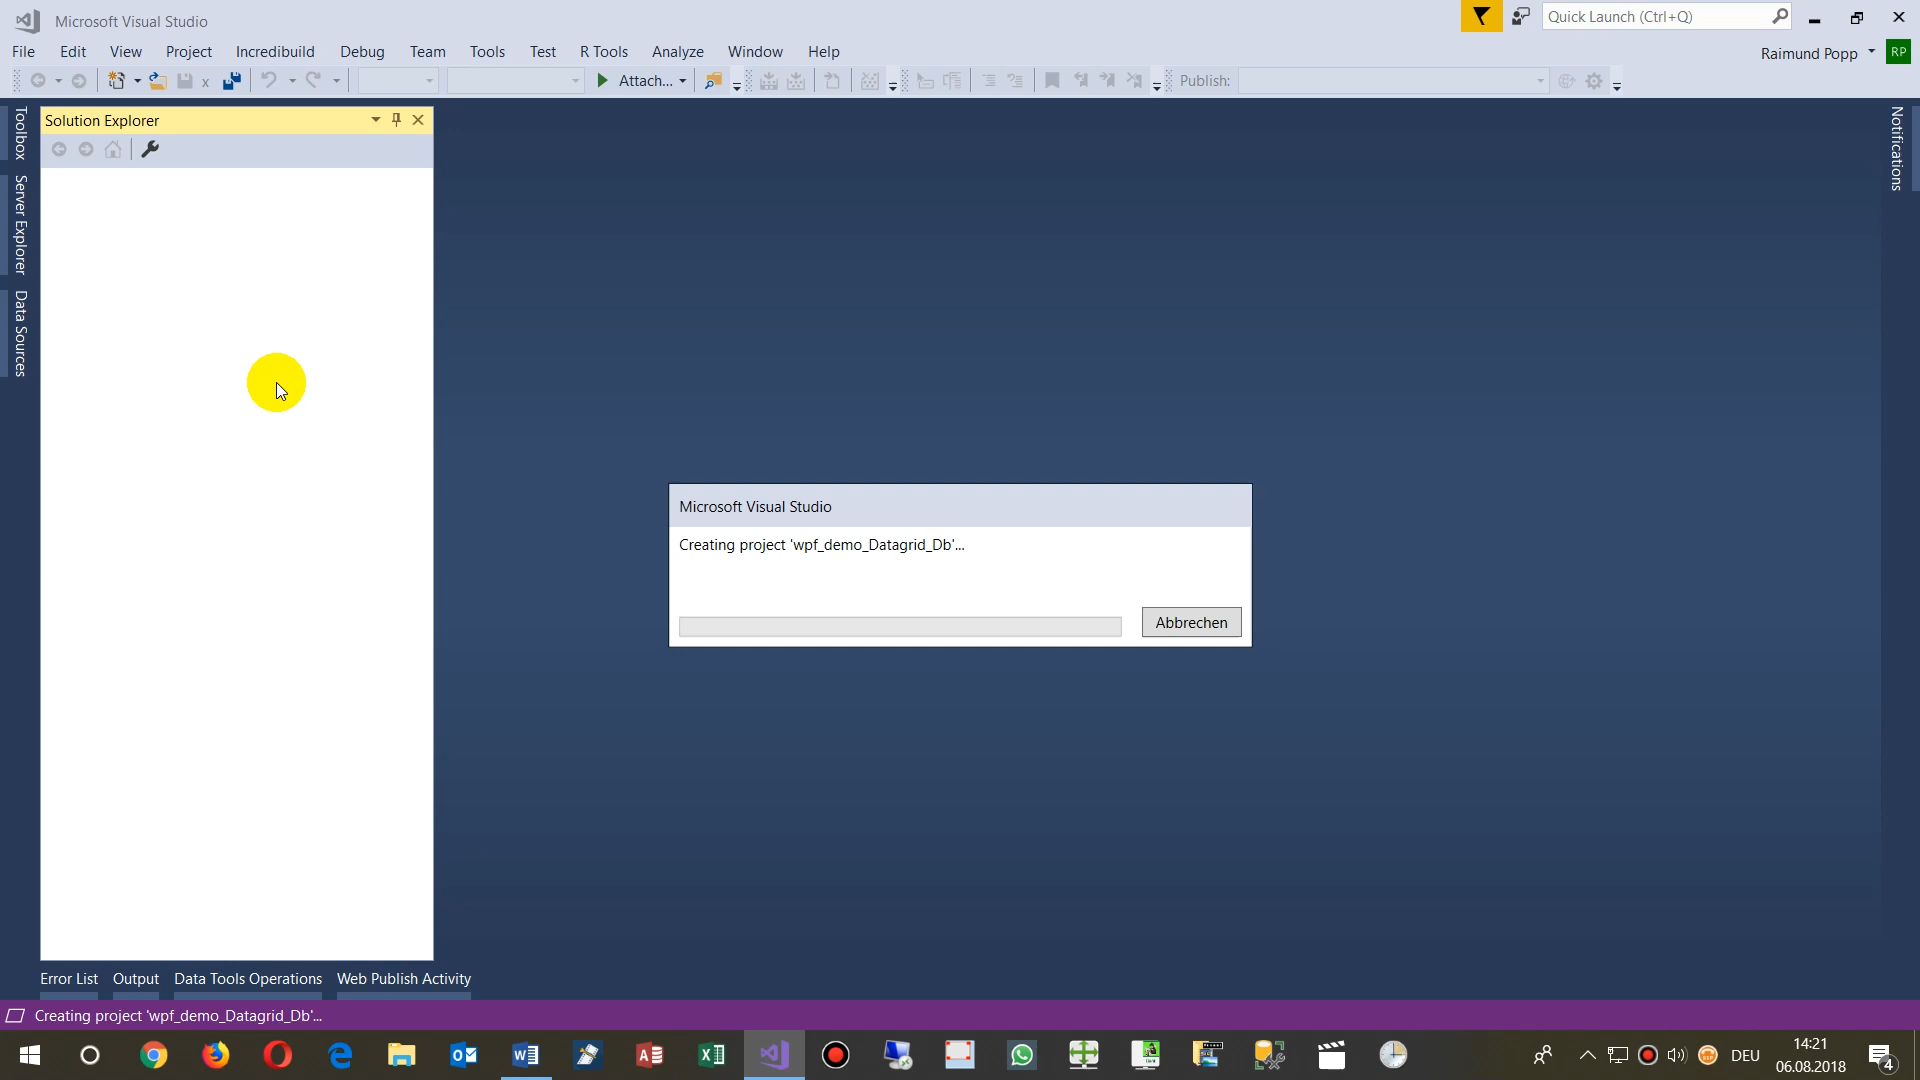 Microsoft Visual Studio
Quick Launch (Ctrl+Q)
File Edit View Project Incredibuild Debug Team Tools Test R Tools Analyze Window Help
Raimund Popp RP
Attach...
Publish:
Toolbox
Server Explorer
Data Sources
Solution Explorer
Notifications
Microsoft Visual Studio
Creating project 'wpf_demo_Datagrid_Db'...
Abbrechen
Error List Output Data Tools Operations Web Publish Activity
Creating project 'wpf_demo_Datagrid_Db'...
DEU
14:21
06.08.2018
4